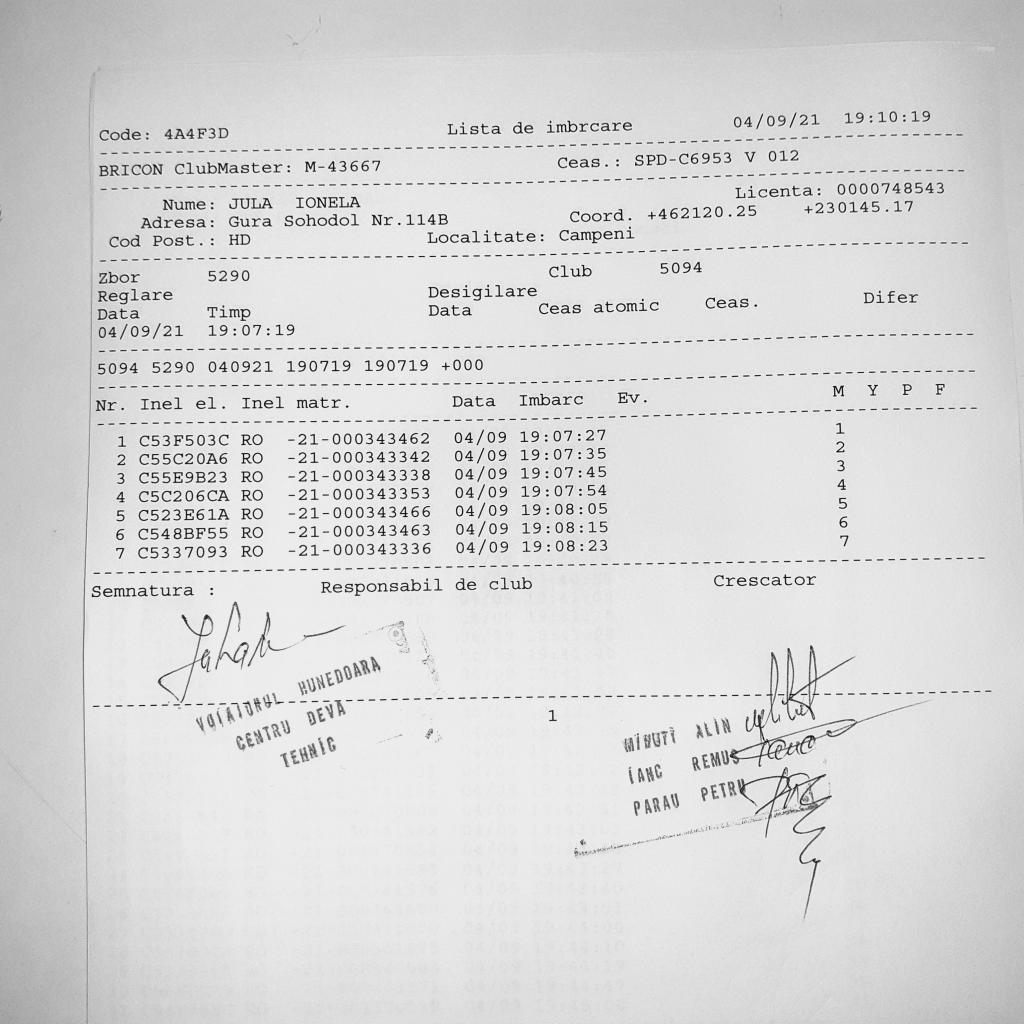 Code: 4A4F3D Lista de imbrcare 04/09/21 19:10:19
BRICON ClubMaster: M-43667 Ceas.: SPD-C6953 V 012
Nume: JULA IONELA Licenta: 0000748543
Adresa: Gura Sohodol Nr.114B Coord. +462120.25 +230145.17
Cod Post.: HD Localitate: Campeni
Zbor 5290 Club 5094
Reglare Desigilare
Data Timp Data Ceas atomic Ceas. Difer
04/09/21 19:07:19
5094 5290 040921 190719 190719 +000
Nr. Inel el. Inel matr. Data Imbarc Ev. M Y P F
1 C53F503C RO -21-000343462 04/09 19:07:27 1
2 C55C20A6 RO -21-000343342 04/09 19:07:35 2
3 C55E9B23 RO -21-000343338 04/09 19:07:45 3
4 C5C206CA RO -21-000343353 04/09 19:07:54 4
5 C523E61A RO -21-000343466 04/09 19:08:05 5
6 C548BF55 RO -21-000343463 04/09 19:08:15 6
7 C5337093 RO -21-000343336 04/09 19:08:23 7
Semnatura : Responsabil de club Crescator
VOIAJORUL HUNEDOARA
CENTRU DEVA
TEHNIC
1
MINUTI ALIN
IANC REMUS
PARAU PETRU